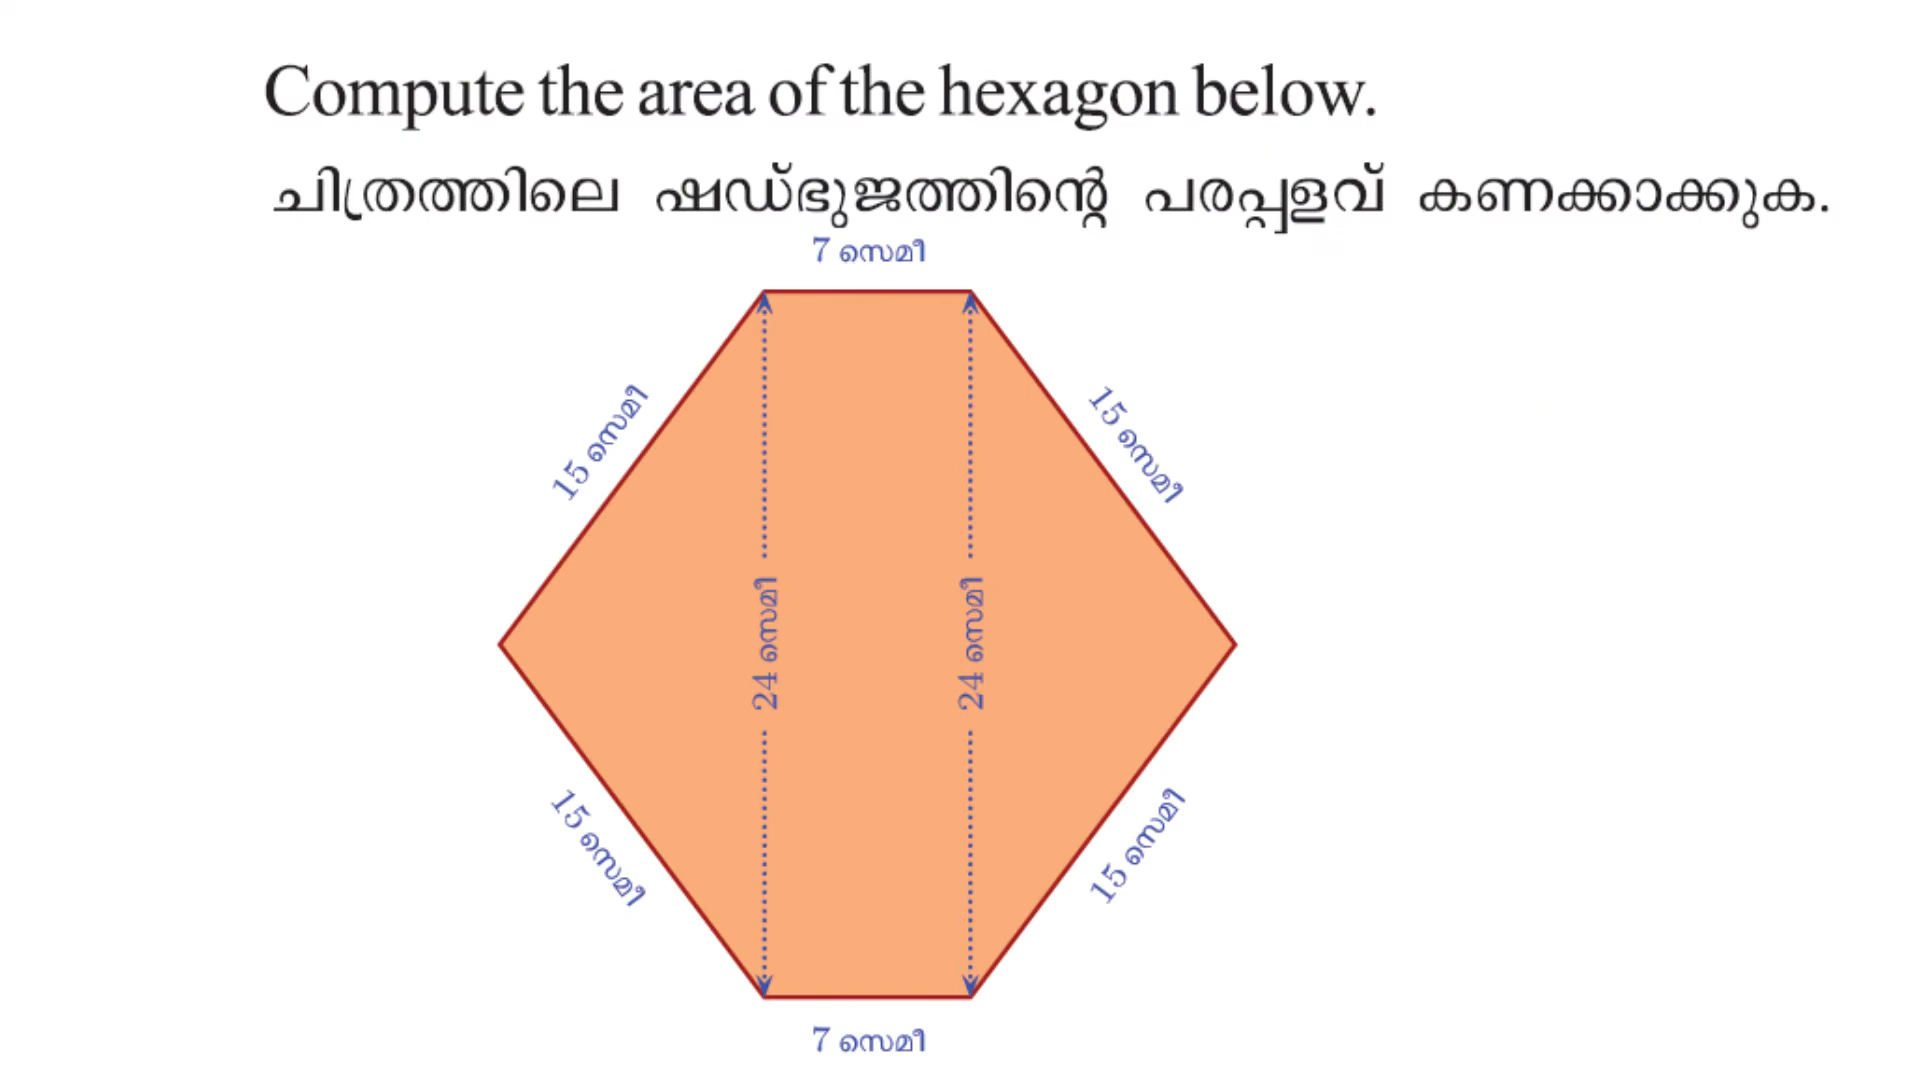 Compute the area of the hexagon below.
ചിത്രത്തിലെ ഷഡ്ഭുജത്തിന്റെ പരപ്പളവ് കണക്കാക്കുക.
7 സെമീ
15 സെമീ
15 സെമീ
24 സെമീ
24 സെമീ
15 സെമീ
15 സെമീ
7 സെമീ